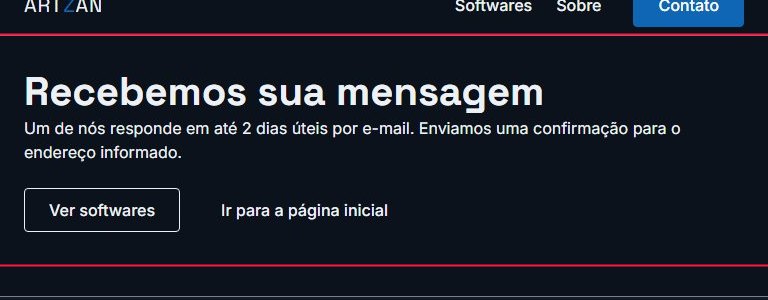 ARTZAN
Softwares Sobre Contato
Recebemos sua mensagem
Um de nós responde em até 2 dias úteis por e-mail. Enviamos uma confirmação para o
endereço informado.
Ver softwares Ir para a página inicial